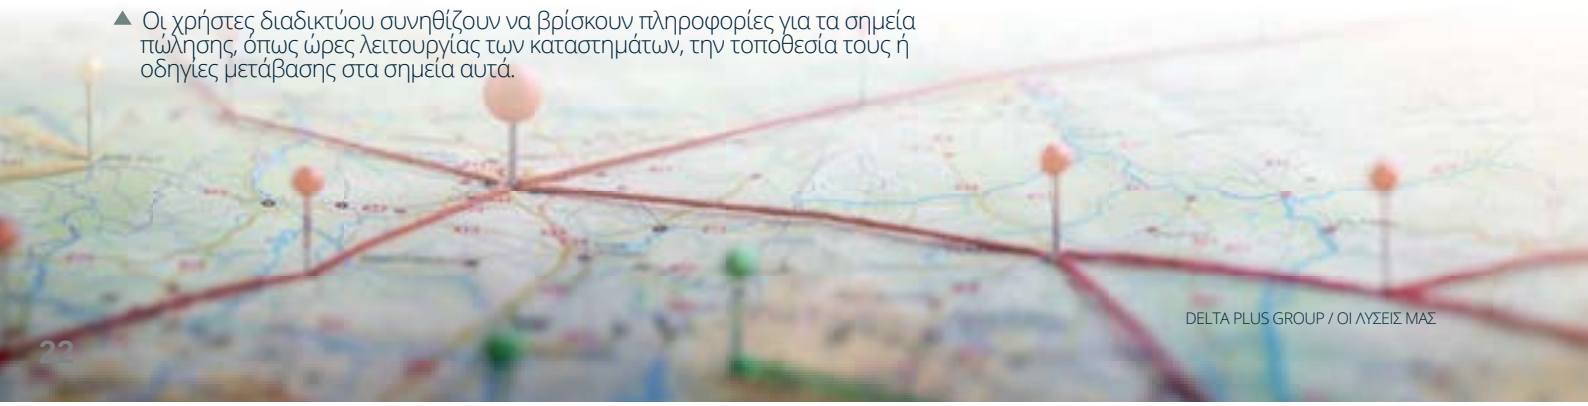 ▲ Οι χρήστες διαδικτύου συνηθίζουν να βρίσκουν πληροφορίες για τα σημεία
πώλησης, όπως ώρες λειτουργίας των καταστημάτων, την τοποθεσία τους ή
οδηγίες μετάβασης στα σημεία αυτά.
DELTA PLUS GROUP / ΟΙ ΛΥΣΕΙΣ ΜΑΣ
22